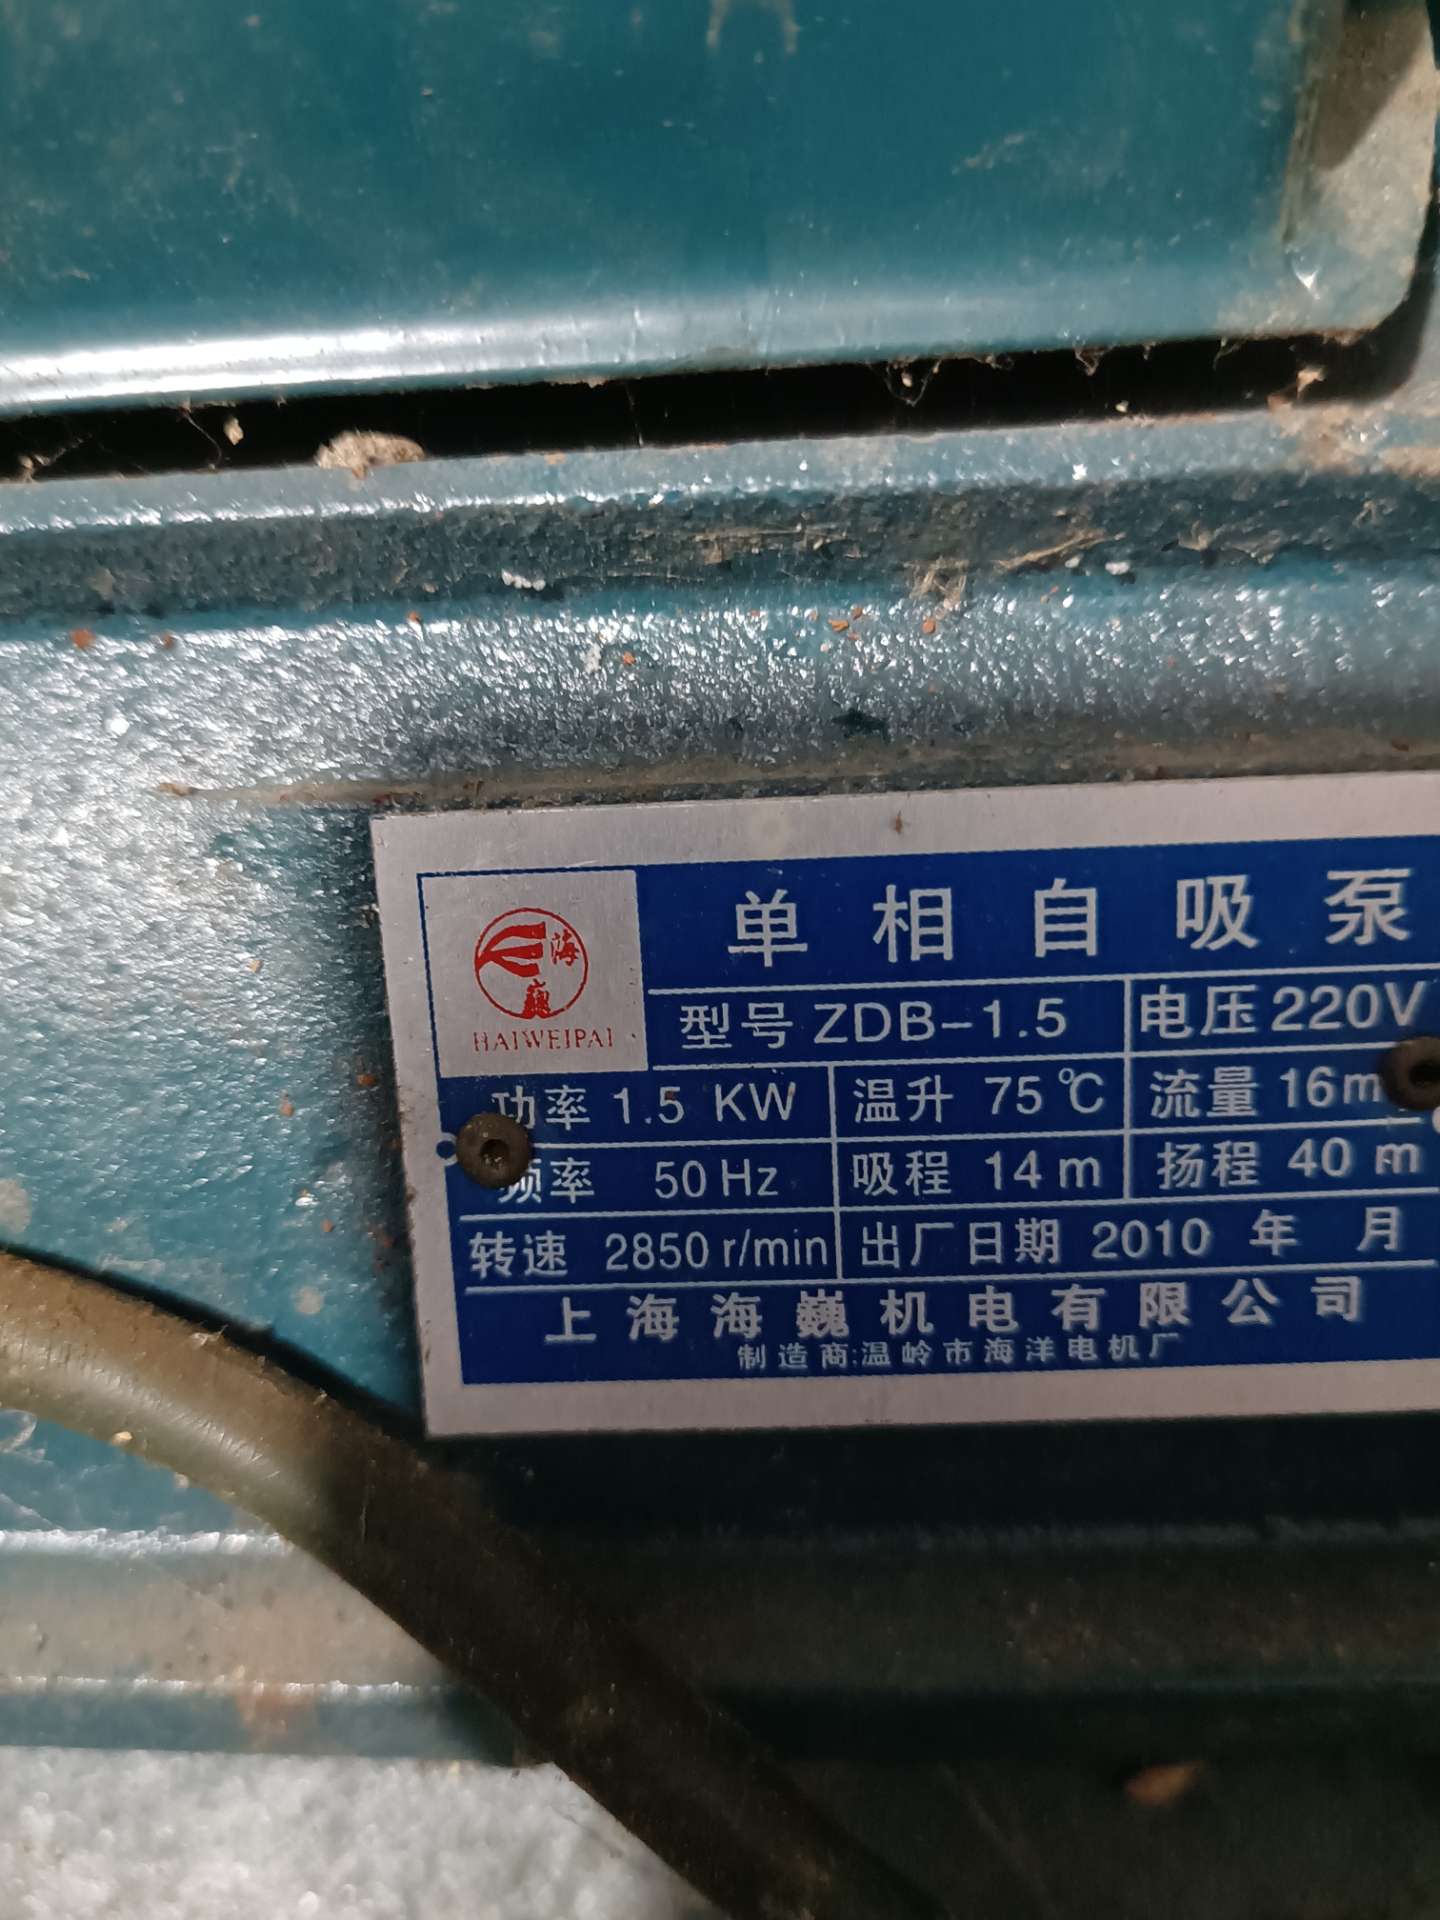 单相自吸泵
海
巍
HAIWEIPAI
型号 ZDB-1.5 电压 220V
功率 1.5 KW 温升 75℃ 流量 16m
频率 50 Hz 吸程 14 m 扬程 40 m
转速 2850 r/min 出厂日期 2010 年 月
上海海巍机电有限公司
制造商:温岭市海洋电机厂